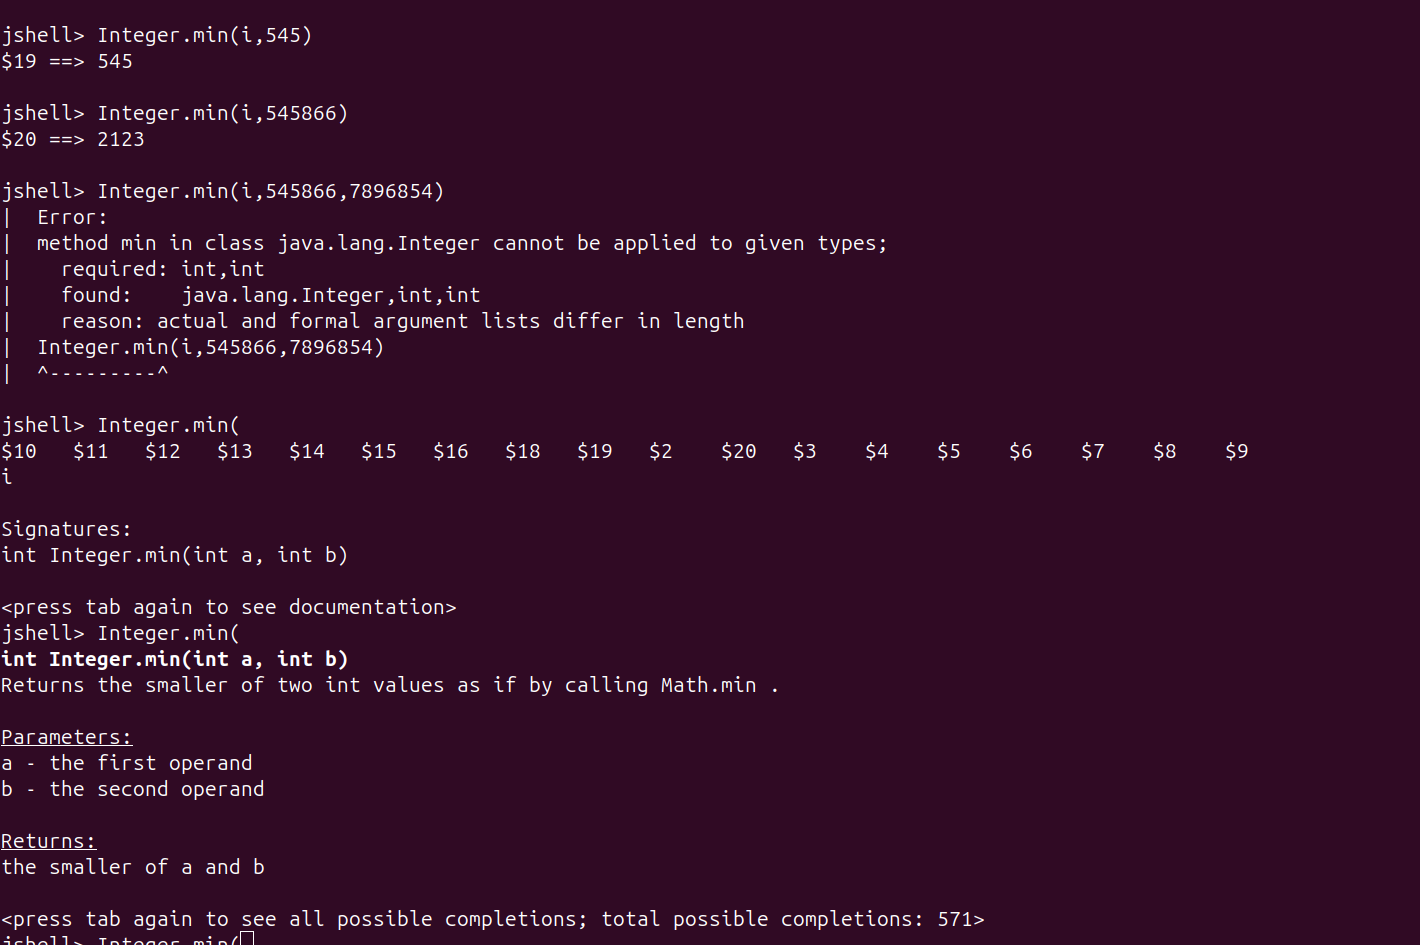 jshell> Integer.min(i,545)
$19 ==> 545
jshell> Integer.min(i,545866)
$20 ==> 2123
jshell> Integer.min(i,545866,7896854)
|  Error:
|  method min in class java.lang.Integer cannot be applied to given types;
|    required: int,int
|    found:    java.lang.Integer,int,int
|    reason: actual and formal argument lists differ in length
|  Integer.min(i,545866,7896854)
|  ^---------^
jshell> Integer.min(
$10   $11   $12   $13   $14   $15   $16   $18   $19   $2    $20   $3    $4    $5    $6    $7    $8    $9
i
Signatures:
int Integer.min(int a, int b)
<press tab again to see documentation>
jshell> Integer.min(
int Integer.min(int a, int b)
Returns the smaller of two int values as if by calling Math.min .
Parameters:
a - the first operand
b - the second operand
Returns:
the smaller of a and b
<press tab again to see all possible completions; total possible completions: 571>
jshell> Integer.min(